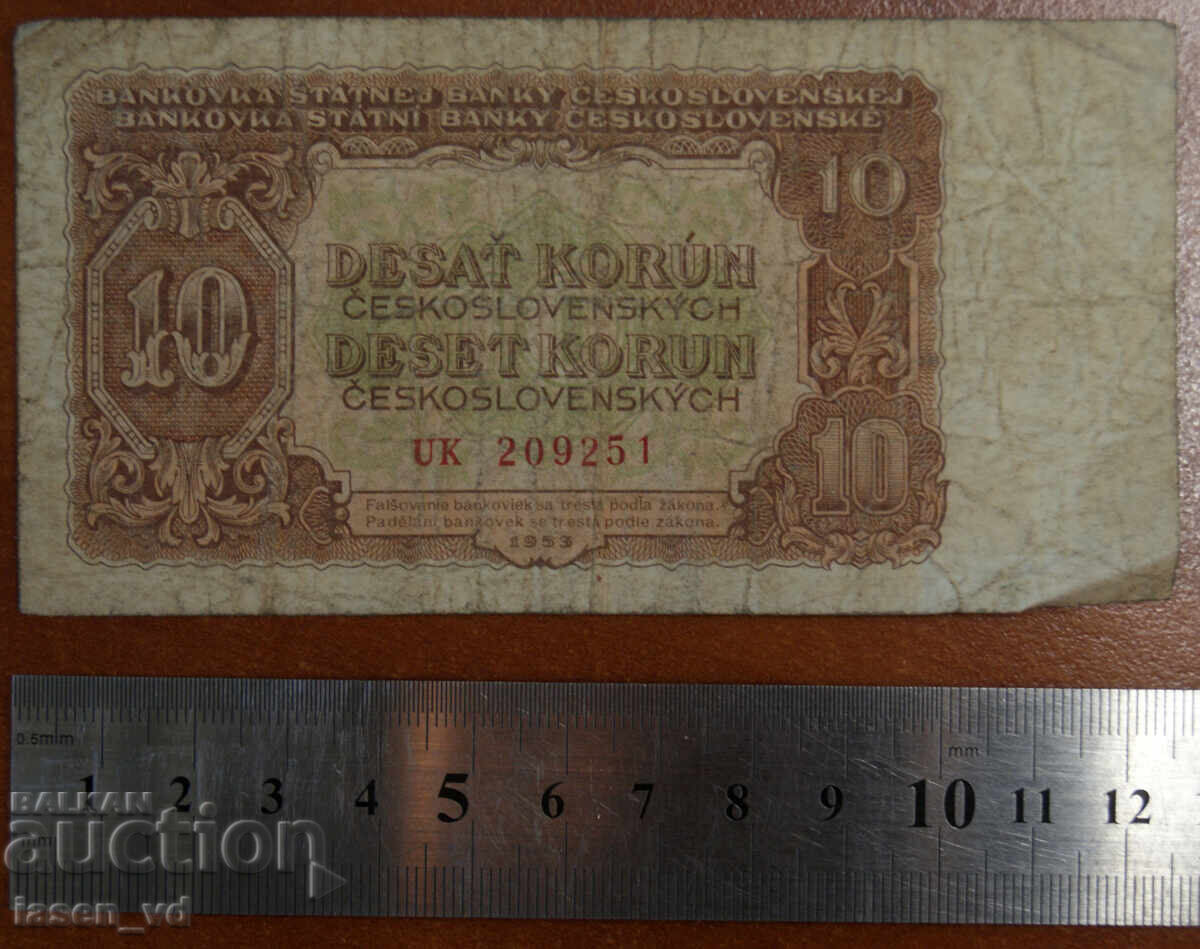 BANKOVKA ŠTÁTNEJ BANKY ČESKOSLOVENSKEJ
BANKOVKA STÁTNÍ BANKY ČESKOSLOVENSKÉ
10
10
DESAŤ KORÚN
ČESKOSLOVENSKÝCH
DESET KORUN
ČESKOSLOVENSKÝCH
UK 209251
10
Falšovanie bankoviek sa trestá podľa zákona.
Padělání bankovek se trestá podle zákona.
1953
0.5mm
mm
1 2 3 4 5 6 7 8 9 10 11 12
mm
BALKAN
auction
iasen_yd